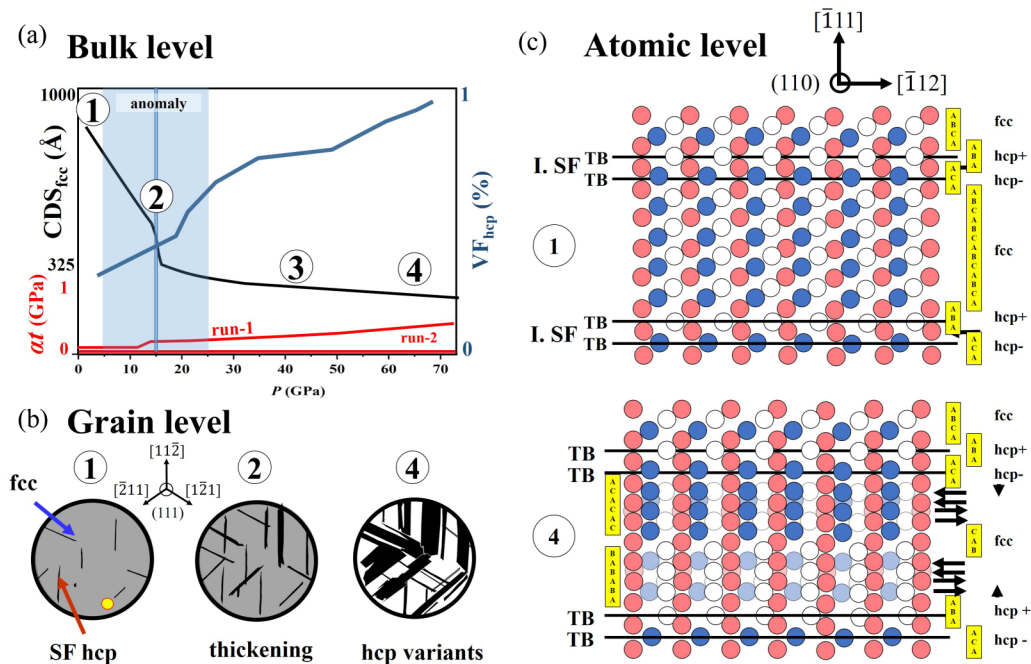 (a) Bulk level
1000
CDSfcc (Å)
325
1
αt (GPa)
0
anomaly
1
2
3
4
run-1
run-2
0 10 20 30 40 50 60 70
P (GPa)
1
VFhcp (%)
0
(b) Grain level
1
2
4
fcc
[11̅2̅]
[2̅11]
[12̅1]
(111)
SF hcp
thickening
hcp variants
(c) Atomic level
[1̅11]
(110)
[1̅12]
ABCA
fcc
I. SF
TB
ABA
hcp+
TB
ACA
hcp-
1
ABCABCABCABCA
fcc
I. SF
TB
ABA
hcp+
TB
ACA
hcp-
ABCA
fcc
TB
ABA
hcp+
TB
ACA
hcp-
ACACAC
4
CAB
fcc
BABABA
TB
ABA
hcp +
TB
ACA
hcp -